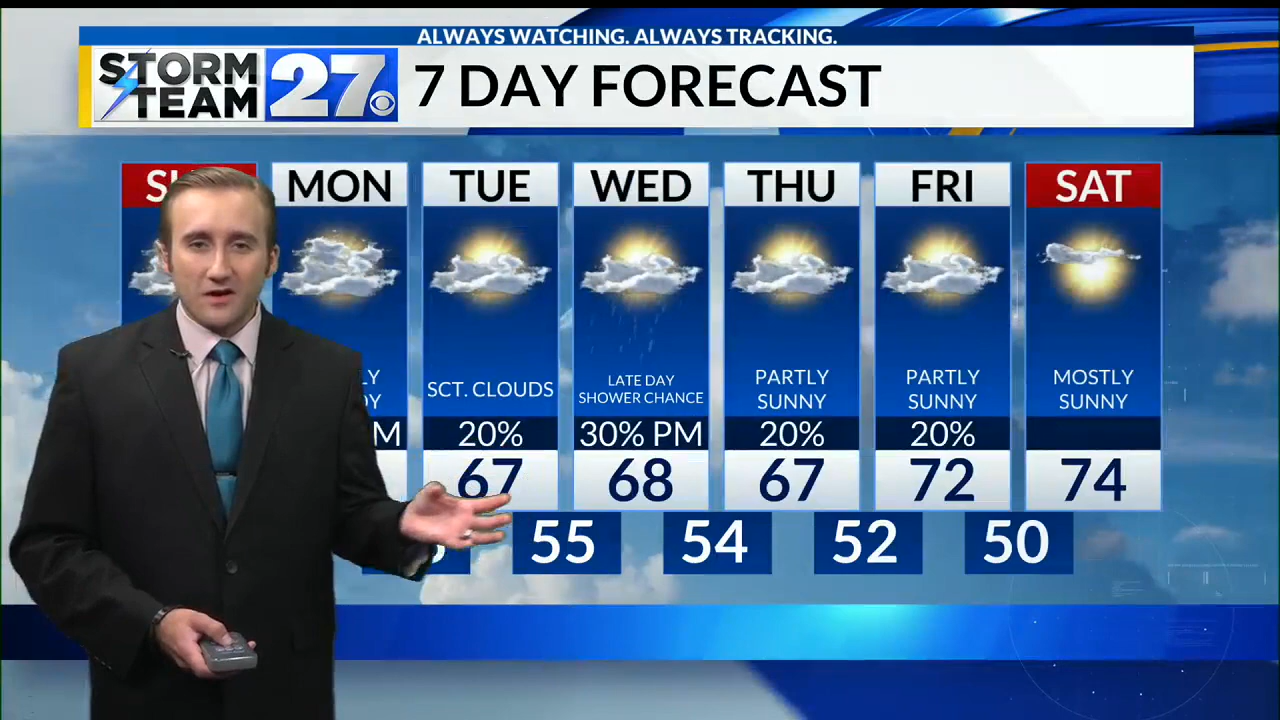 ALWAYS WATCHING. ALWAYS TRACKING.
STORM TEAM 27
7 DAY FORECAST
MON TUE WED THU FRI SAT
SCT. CLOUDS
LATE DAY
SHOWER CHANCE
PARTLY
SUNNY
PARTLY
SUNNY
MOSTLY
SUNNY
20% 30% PM 20% 20%
67 68 67 72 74
55 54 52 50